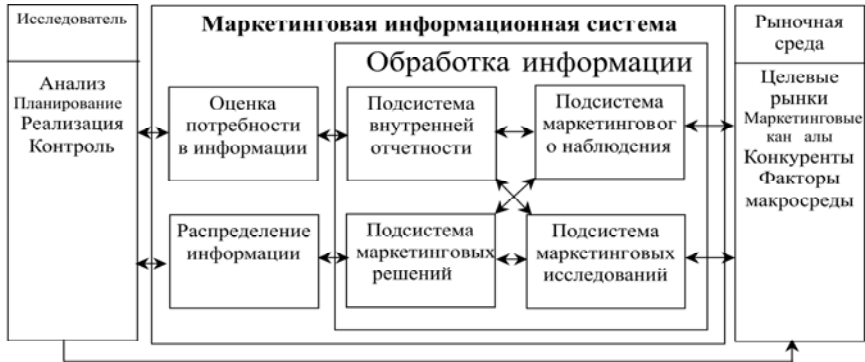 Исследователь
Анализ
Планирование
Реализация
Контроль
Маркетинговая информационная система
Обработка информации
Оценка
потребности
в информации
Подсистема
внутренней
отчетности
Подсистема
маркетинговог
о наблюдения
Распределение
информации
Подсистема
маркетинговых
решений
Подсистема
маркстинговых
исследований
Рыночная
среда
Целевые
рынки
Маркетинговые
кан алы
Конкуренты
Факторы
макросреды